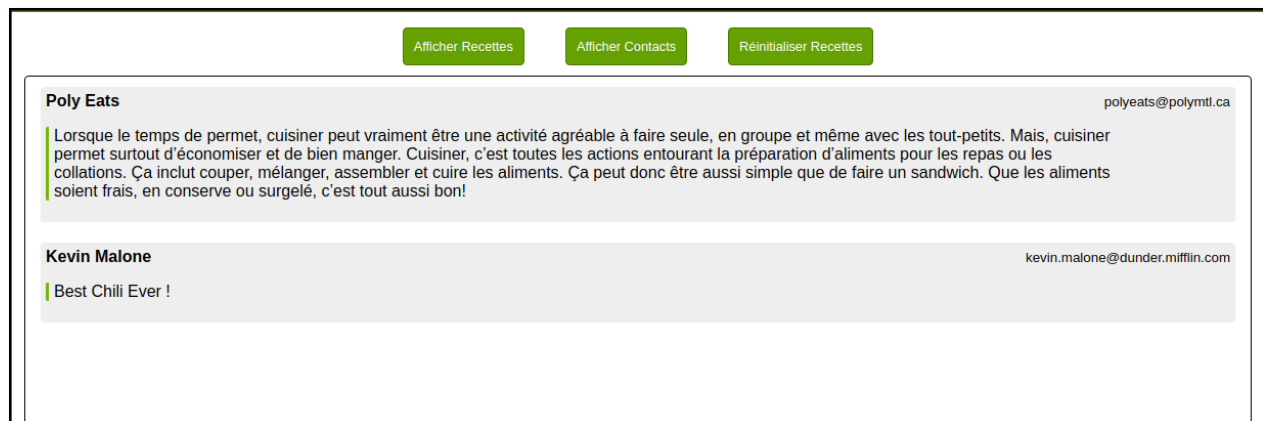 Afficher Recettes
Afficher Contacts
Réinitialiser Recettes
Poly Eats
polyeats@polymtl.ca
Lorsque le temps de permet, cuisiner peut vraiment être une activité agréable à faire seule, en groupe et même avec les tout-petits. Mais, cuisiner
permet surtout d’économiser et de bien manger. Cuisiner, c’est toutes les actions entourant la préparation d’aliments pour les repas ou les
collations. Ça inclut couper, mélanger, assembler et cuire les aliments. Ça peut donc être aussi simple que de faire un sandwich. Que les aliments
soient frais, en conserve ou surgelé, c’est tout aussi bon!
Kevin Malone
kevin.malone@dunder.mifflin.com
Best Chili Ever !